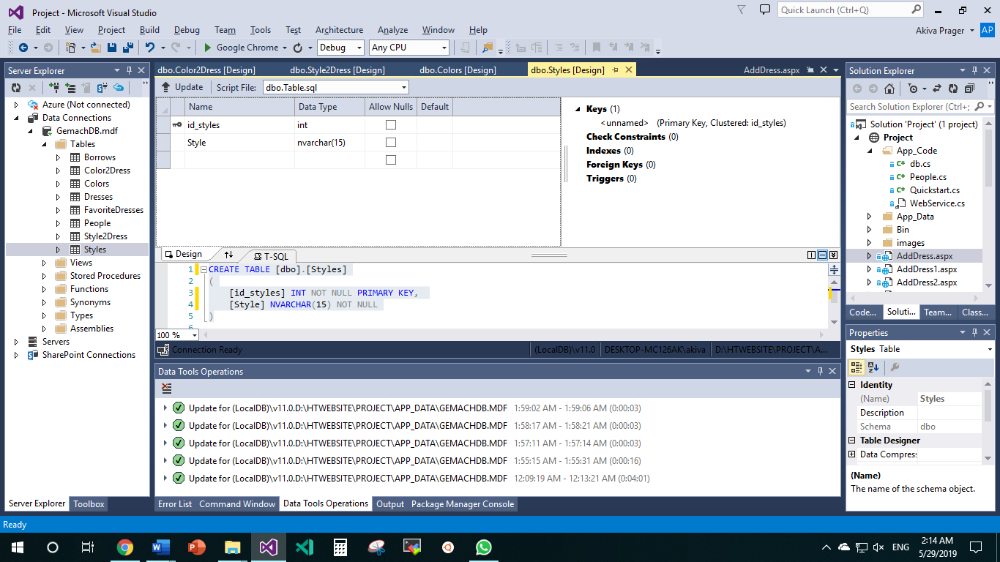 Project - Microsoft Visual Studio
Quick Launch (Ctrl+Q)
File Edit View Project Build Debug Team Tools Test Architecture Analyze Window Help
Akiva Prager AP
Google Chrome Debug Any CPU
Server Explorer
Azure (Not connected)
Data Connections
GemachDB.mdf
Tables
Borrows
Color2Dress
Colors
Dresses
FavoriteDresses
People
Style2Dress
Styles
Views
Stored Procedures
Functions
Synonyms
Types
Assemblies
Servers
SharePoint Connections
Server Explorer Toolbox
dbo.Color2Dress [Design] dbo.Style2Dress [Design] dbo.Colors [Design] dbo.Styles [Design] AddDress.aspx
Update Script File: dbo.Table.sql
Name Data Type Allow Nulls Default
id_styles int
Style nvarchar(15)
Keys (1)
<unnamed> (Primary Key, Clustered: id_styles)
Check Constraints (0)
Indexes (0)
Foreign Keys (0)
Triggers (0)
Design T-SQL
1 CREATE TABLE [dbo].[Styles]
2 (
3 [id_styles] INT NOT NULL PRIMARY KEY,
4 [Style] NVARCHAR(15) NOT NULL
5 )
6
100 %
Connection Ready (LocalDB)\v11.0 DESKTOP-MC126AK\akiva D:\HTWEBSITE\PROJECT\A...
Data Tools Operations
Update for (LocalDB)\v11.0.D:\HTWEBSITE\PROJECT\APP_DATA\GEMACHDB.MDF 1:59:02 AM - 1:59:06 AM (0:00:03)
Update for (LocalDB)\v11.0.D:\HTWEBSITE\PROJECT\APP_DATA\GEMACHDB.MDF 1:58:17 AM - 1:58:21 AM (0:00:03)
Update for (LocalDB)\v11.0.D:\HTWEBSITE\PROJECT\APP_DATA\GEMACHDB.MDF 1:57:11 AM - 1:57:14 AM (0:00:03)
Update for (LocalDB)\v11.0.D:\HTWEBSITE\PROJECT\APP_DATA\GEMACHDB.MDF 1:55:15 AM - 1:55:31 AM (0:00:16)
Update for (LocalDB)\v11.0.D:\HTWEBSITE\PROJECT\APP_DATA\GEMACHDB.MDF 12:09:19 AM - 12:13:21 AM (0:04:01)
Error List Command Window Data Tools Operations Output Package Manager Console
Solution Explorer
Search Solution Explorer (Ctrl+;
Solution 'Project' (1 project)
Project
App_Code
db.cs
People.cs
Quickstart.cs
WebService.cs
App_Data
Bin
images
AddDress.aspx
AddDress1.aspx
AddDress2.aspx
Code... Soluti... Team... Class...
Properties
Styles Table
Identity
(Name) Styles
Description
Schema dbo
Table Designer
Data Compress
(Name)
The name of the schema object.
Ready
ENG
2:14 AM
5/29/2019